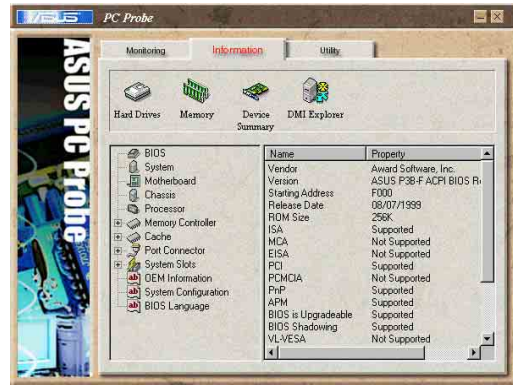 ASUS
PC Probe
ASUS PC Probe
Monitoring
Information
Utility
Hard Drives
Memory
Device Summary
DMI Explorer
BIOS
System
Motherboard
Chassis
Processor
Memory Controller
Cache
Port Connector
System Slots
OEM Information
System Configuration
BIOS Language
Name Property
Vendor Award Software, Inc.
Version ASUS P3B-F ACPI BIOS R
Starting Address F000
Release Date 08/07/1999
ROM Size 256K
ISA Supported
MCA Not Supported
EISA Not Supported
PCI Supported
PCMCIA Not Supported
PnP Supported
APM Supported
BIOS is Upgradeable Supported
BIOS Shadowing Supported
VL-VESA Not Supported